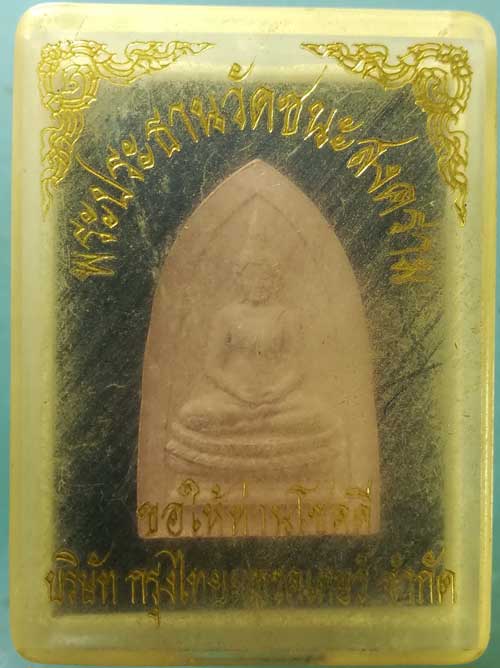 พระประธานวัดชนะสงคราม
ขอให้ท่านโชคดี
บริษัท กรุงไทย จำกัด